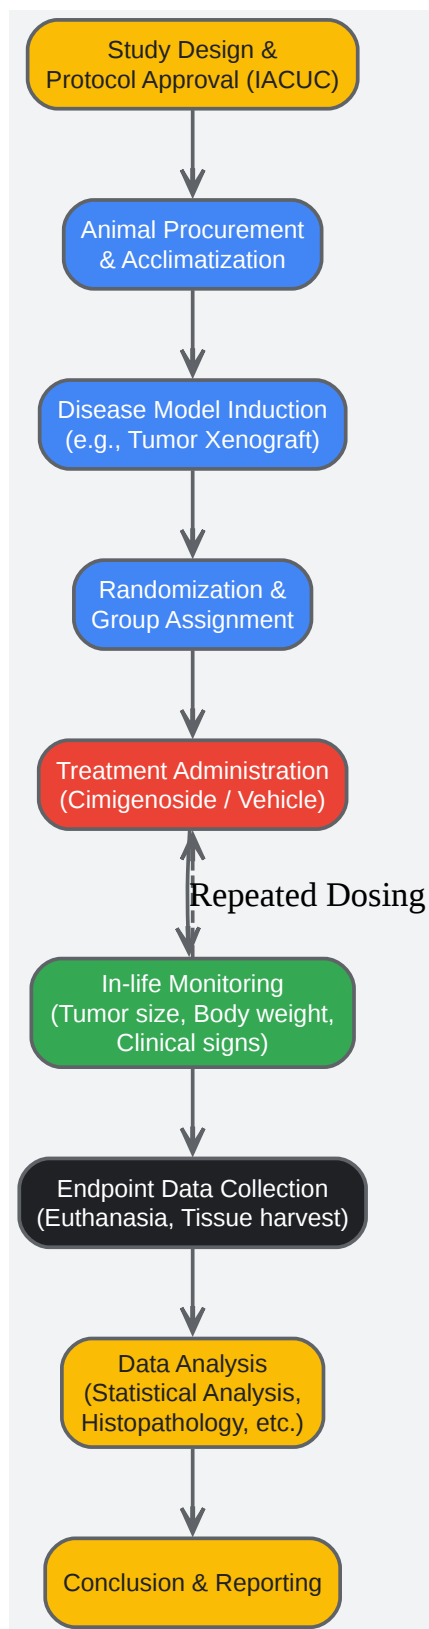 Study Design &
Protocol Approval (IACUC)
Animal Procurement
& Acclimatization
Disease Model Induction
(e.g., Tumor Xenograft)
Randomization &
Group Assignment
Treatment Administration
(Cimigenoside / Vehicle)
Repeated Dosing
In-life Monitoring
(Tumor size, Body weight,
Clinical signs)
Endpoint Data Collection
(Euthanasia, Tissue harvest)
Data Analysis
(Statistical Analysis,
Histopathology, etc.)
Conclusion & Reporting